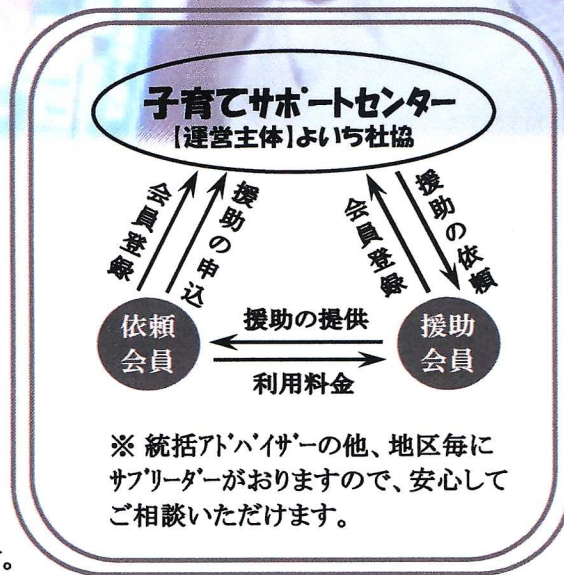 子育てサポートセンター
【運営主体】よいち社協
会員登録
援助の申込
会員登録
援助の依頼
依頼
会員
援助の提供
利用料金
援助
会員
※ 統括ｱﾄﾞﾊﾞｲｻﾞｰの他、地区毎に
ｻﾌﾞﾘｰﾀﾞｰがおりますので、安心して
ご相談いただけます。
。